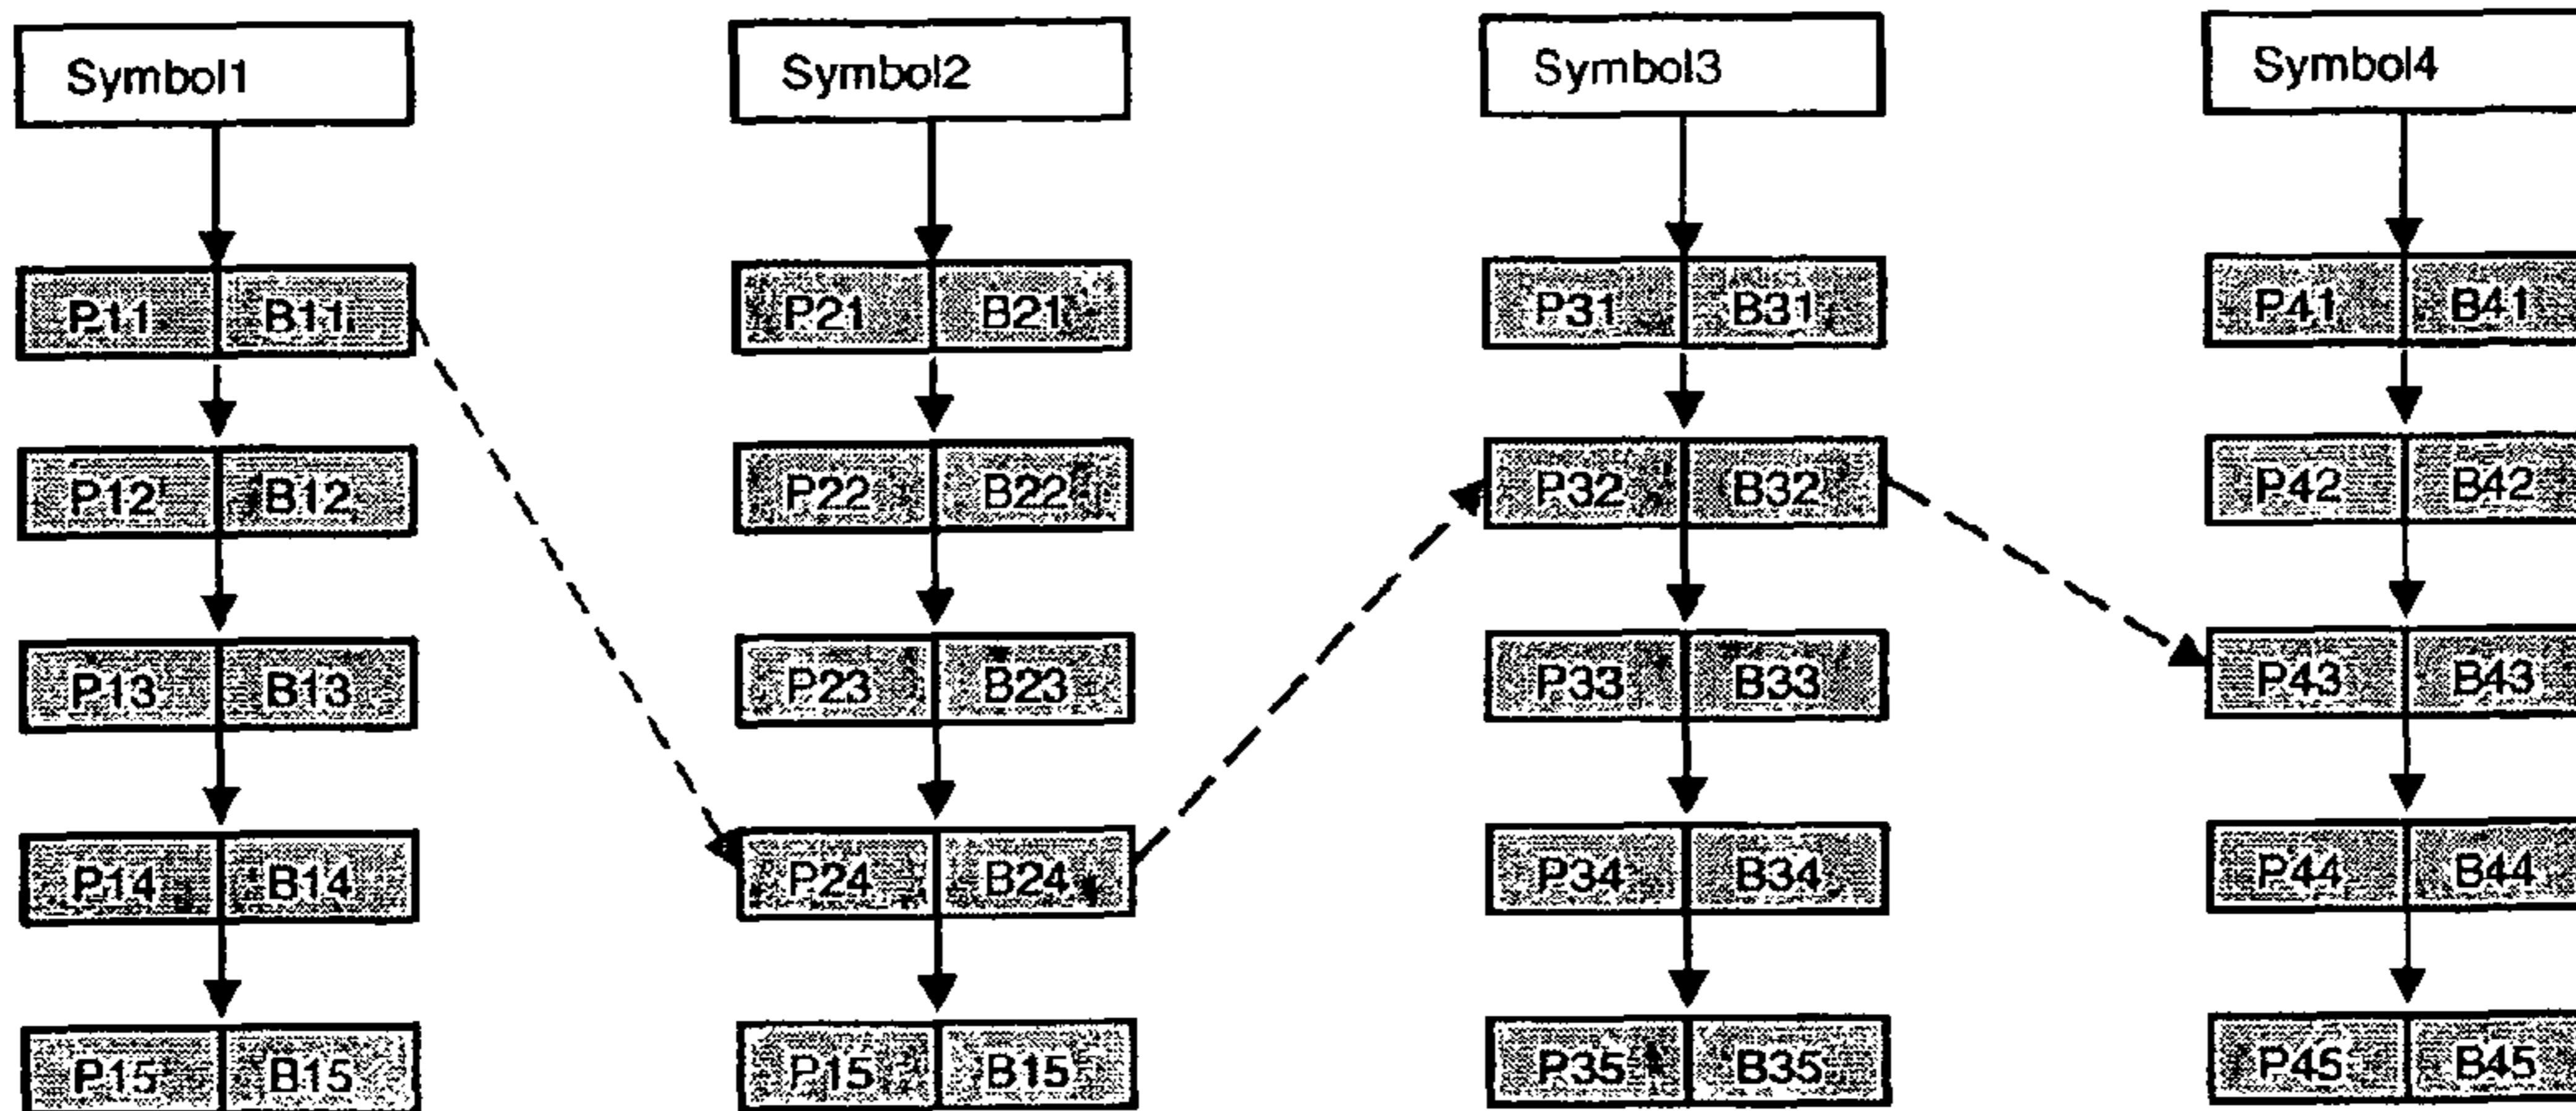 Symbol1 Symbol2 Symbol3 Symbol4
P11 B11 P21 B21 P31 B31 P41 B41
P12 B12 P22 B22 P32 B32 P42 B42
P13 B13 P23 B23 P33 B33 P43 B43
P14 B14 P24 B24 P34 B34 P44 B44
P15 B15 P15 B15 P35 B35 P45 B45